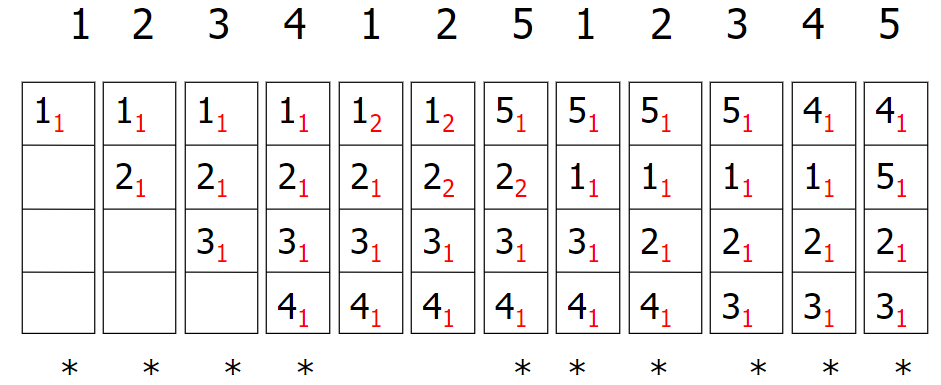 1 2 3 4 1 2 5 1 2 3 4 5
1₁ 1₁ 1₁ 1₁ 1₂ 1₂ 5₁ 5₁ 5₁ 5₁ 4₁ 4₁
2₁ 2₁ 2₁ 2₁ 2₂ 2₂ 1₁ 1₁ 1₁ 1₁ 5₁
3₁ 3₁ 3₁ 3₁ 3₁ 3₁ 2₁ 2₁ 2₁ 2₁
4₁ 4₁ 4₁ 4₁ 4₁ 4₁ 3₁ 3₁ 3₁
* * * * * * * * * *